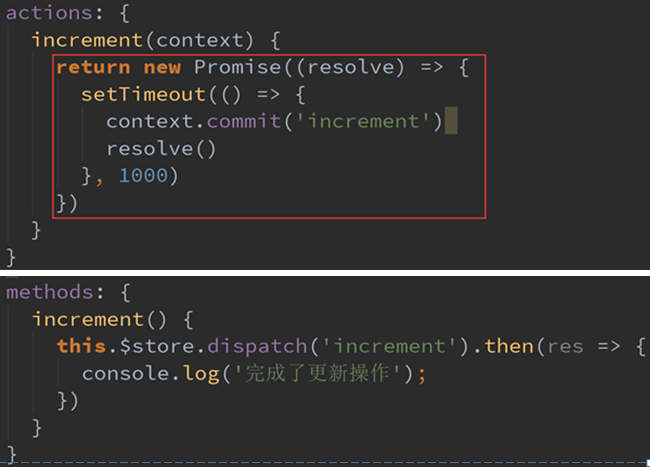 actions: {
  increment(context) {
    return new Promise((resolve) => {
      setTimeout(() => {
        context.commit('increment')
        resolve()
      }, 1000)
    })
  }
}
methods: {
  increment() {
    this.$store.dispatch('increment').then(res => {
      console.log('完成了更新操作');
    })
  }
}